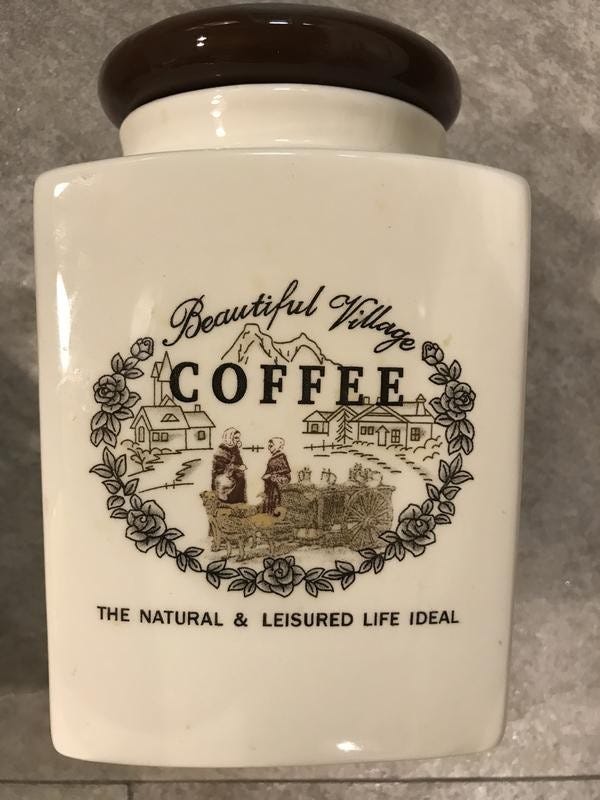 Beautiful Village
COFFEE
THE NATURAL & LEISURED LIFE IDEAL